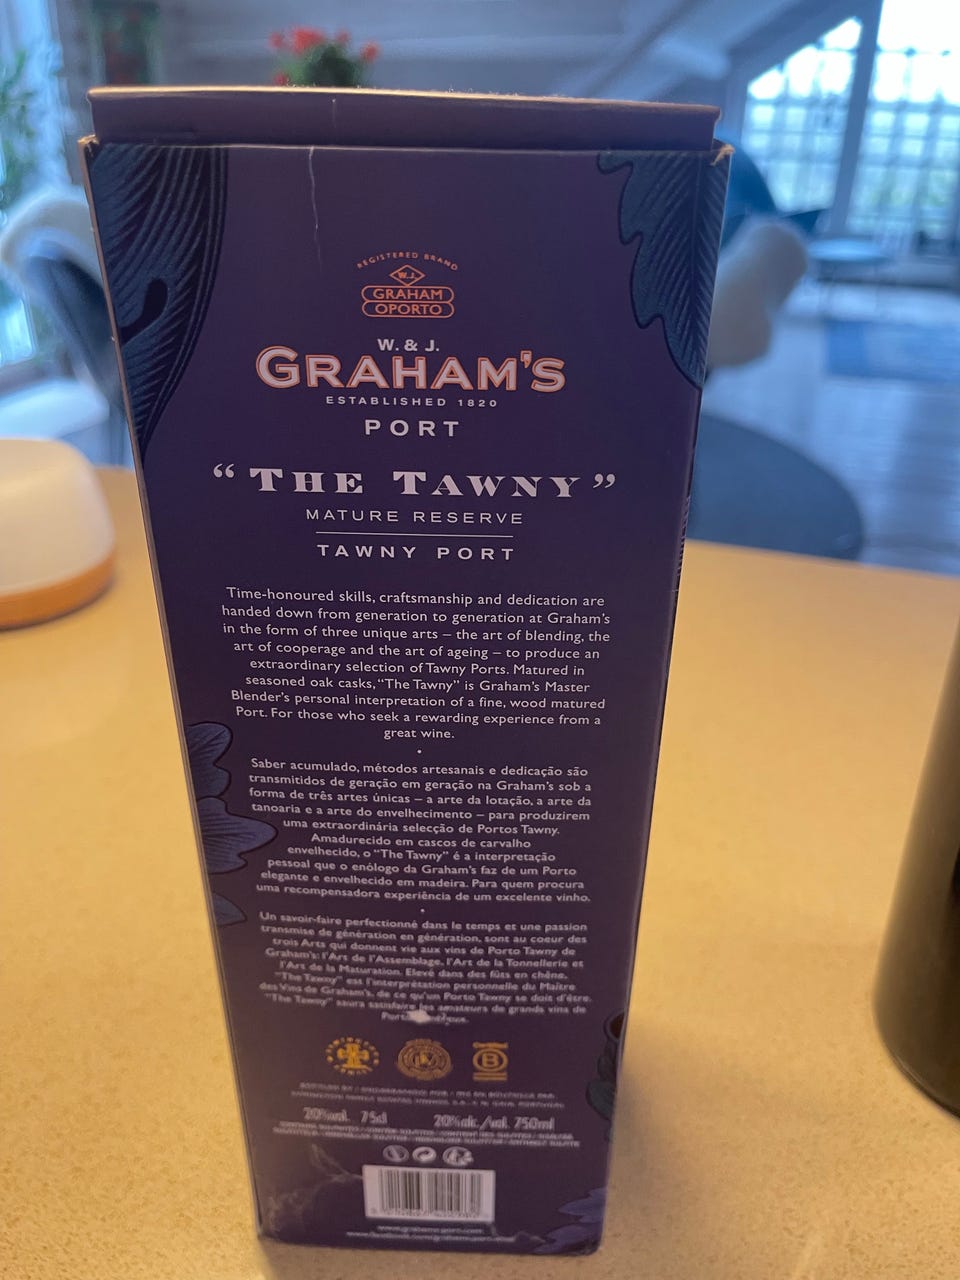 REGISTERED BRAND
W.J.
GRAHAM
OPORTO
W. & J.
GRAHAM'S
ESTABLISHED 1820
PORT
“THE TAWNY”
MATURE RESERVE
TAWNY PORT
Time-honoured skills, craftsmanship and dedication are
handed down from generation to generation at Graham's
in the form of three unique arts – the art of blending, the
art of cooperage and the art of ageing – to produce an
extraordinary selection of Tawny Ports. Matured in
seasoned oak casks, “The Tawny” is Graham's Master
Blender's personal interpretation of a fine, wood matured
Port. For those who seek a rewarding experience from a
great wine.
Saber acumulado, métodos artesanais e dedicação são
transmitidos de geração em geração na Graham's sob a
forma de três artes únicas – a arte da lotação, a arte da
tanoaria e a arte do envelhecimento – para produzirem
uma extraordinária selecção de Portos Tawny.
Amadurecido em cascos de carvalho
envelhecido, o “The Tawny” é a interpretação
pessoal que o enólogo da Graham's faz de um Porto
elegante e envelhecido em madeira. Para quem procura
uma recompensadora experiência de um excelente vinho.
Un savoir-faire perfectionné dans le temps et une passion
transmise de génération en génération, sont au coeur des
trois Arts qui donnent vie aux vins de Porto Tawny de
Graham's: l'Art de l'Assemblage, l'Art de la Tonnellerie et
l'Art de la Maturation. Elevé dans des fûts en chêne,
“The Tawny” est l'interprétation personnelle du Maître
des Vins de Graham's, de ce qu'un Porto Tawny se doit d'être.
“The Tawny” saura satisfaire les amateurs de grands vins de
B
20%vol. 75cl 20%alc./vol. 750ml
www.grahams-port.com